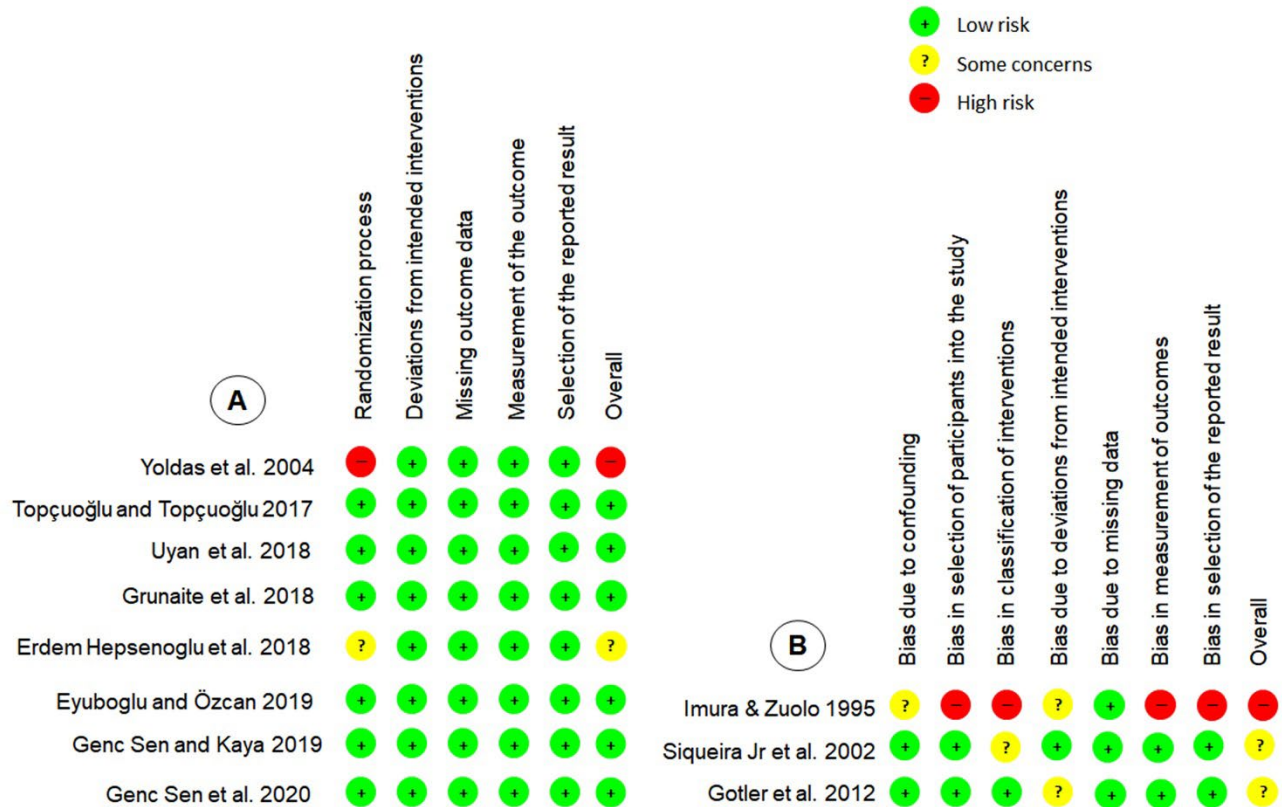 + Low risk
? Some concerns
− High risk
A
Randomization process
Deviations from intended interventions
Missing outcome data
Measurement of the outcome
Selection of the reported result
Overall
Yoldas et al. 2004 − + + + + −
Topçuoğlu and Topçuoğlu 2017 + + + + + +
Uyan et al. 2018 + + + + + +
Grunaite et al. 2018 + + + + + +
Erdem Hepsenoglu et al. 2018 ? + + + + ?
Eyuboglu and Özcan 2019 + + + + + +
Genc Sen and Kaya 2019 + + + + + +
Genc Sen et al. 2020 + + + + + +
B
Bias due to confounding
Bias in selection of participants into the study
Bias in classification of interventions
Bias due to deviations from intended interventions
Bias due to missing data
Bias in measurement of outcomes
Bias in selection of the reported result
Overall
Imura & Zuolo 1995 ? − − ? + − − −
Siqueira Jr et al. 2002 + + ? + + + + ?
Gotler et al. 2012 + + + ? + + + ?